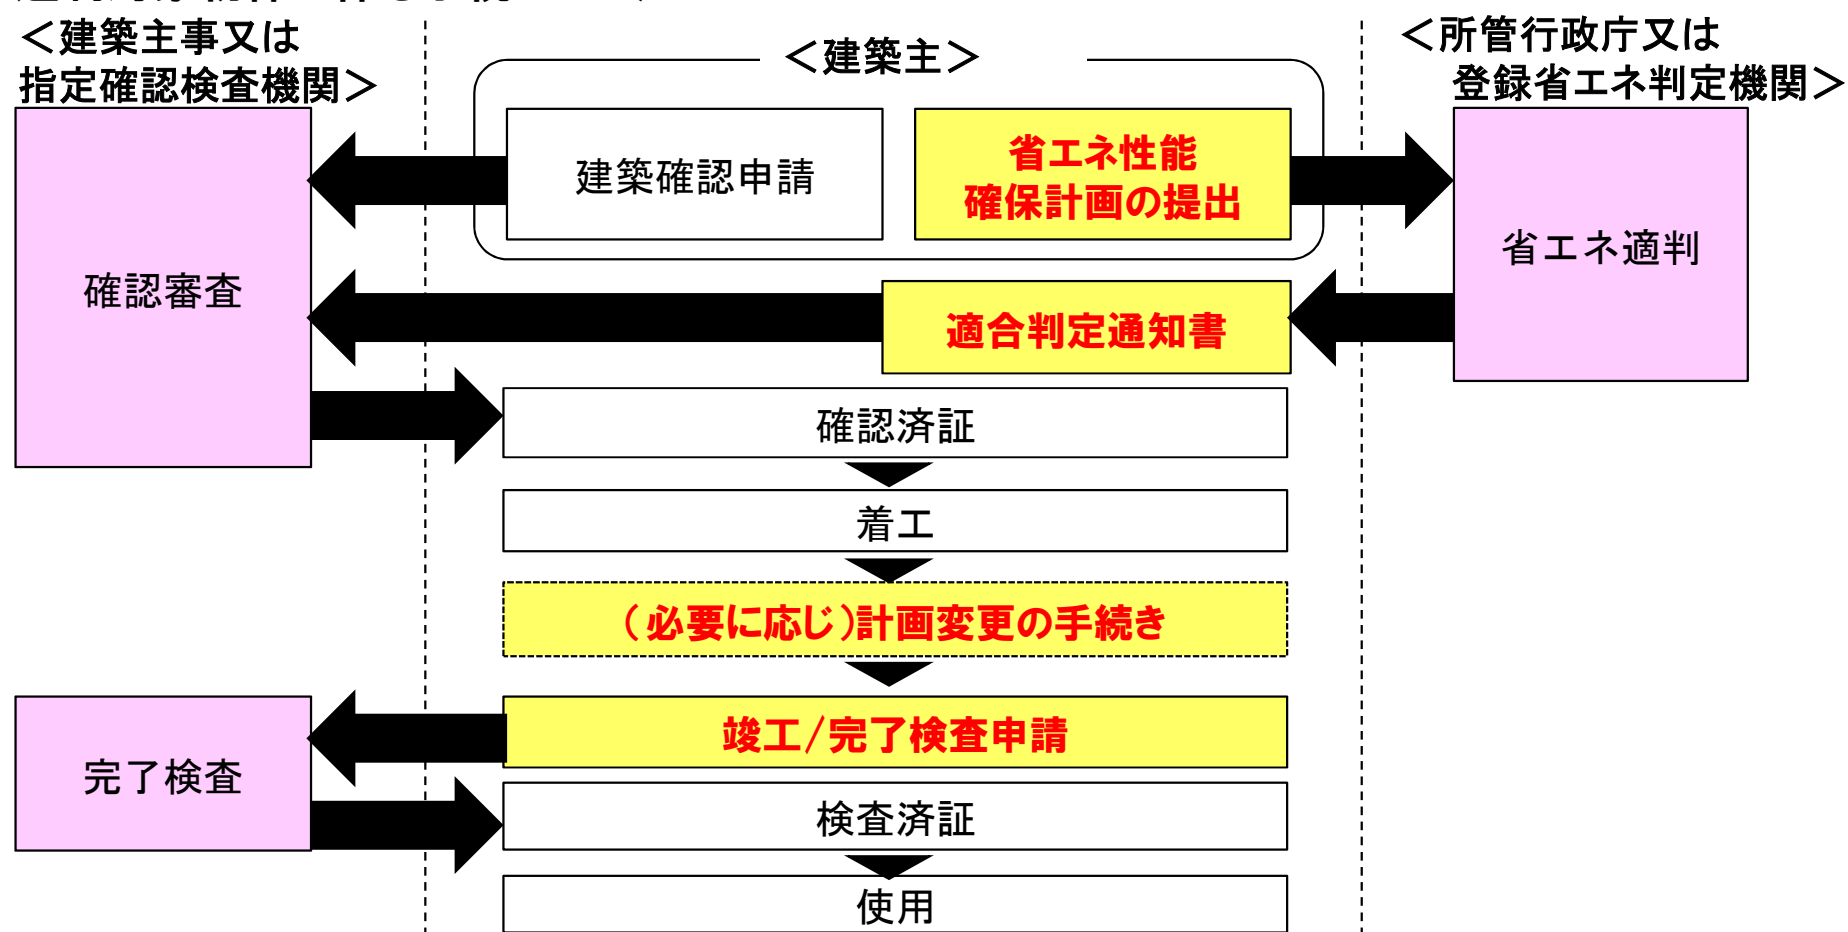 ＜建築主事又は
指定確認検査機関＞
＜建築主＞
＜所管行政庁又は
登録省エネ判定機関＞
建築確認申請
省エネ性能
確保計画の提出
確認審査
省エネ適判
適合判定通知書
確認済証
着工
（必要に応じ）計画変更の手続き
竣工/完了検査申請
完了検査
検査済証
使用